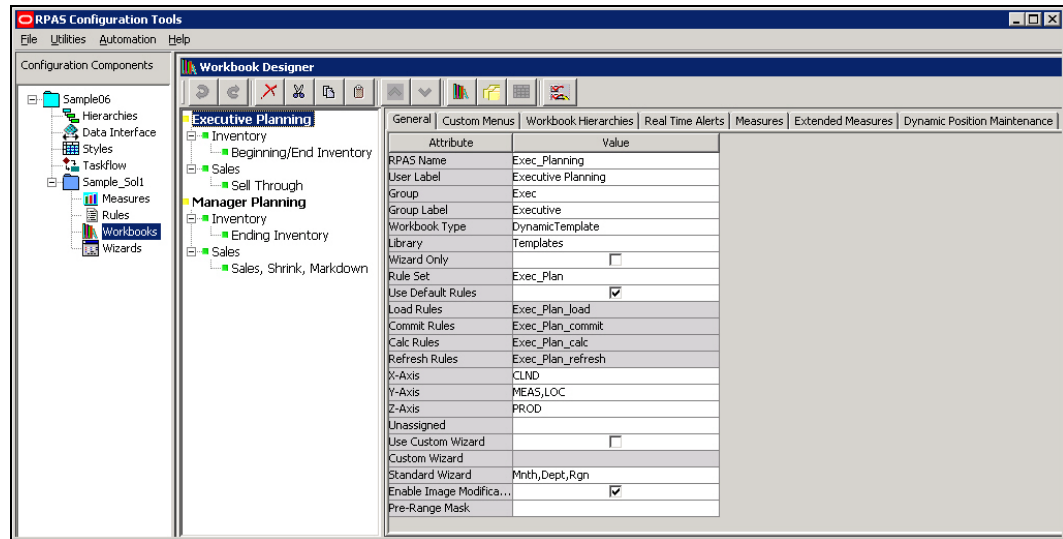 RPAS Configuration Tools
File Utilities Automation Help
Configuration Components
Sample06
Hierarchies
Data Interface
Styles
Taskflow
Sample_Sol1
Measures
Rules
Workbooks
Wizards
Workbook Designer
Executive Planning
Inventory
Beginning/End Inventory
Sales
Sell Through
Manager Planning
Inventory
Ending Inventory
Sales
Sales, Shrink, Markdown
General Custom Menus Workbook Hierarchies Real Time Alerts Measures Extended Measures Dynamic Position Maintenance
Attribute Value
RPAS Name Exec_Planning
User Label Executive Planning
Group Exec
Group Label Executive
Workbook Type DynamicTemplate
Library Templates
Wizard Only
Rule Set Exec_Plan
Use Default Rules
Load Rules Exec_Plan_load
Commit Rules Exec_Plan_commit
Calc Rules Exec_Plan_calc
Refresh Rules Exec_Plan_refresh
X-Axis CLND
Y-Axis MEAS,LOC
Z-Axis PROD
Unassigned
Use Custom Wizard
Custom Wizard
Standard Wizard Mnth,Dept,Rgn
Enable Image Modifica...
Pre-Range Mask